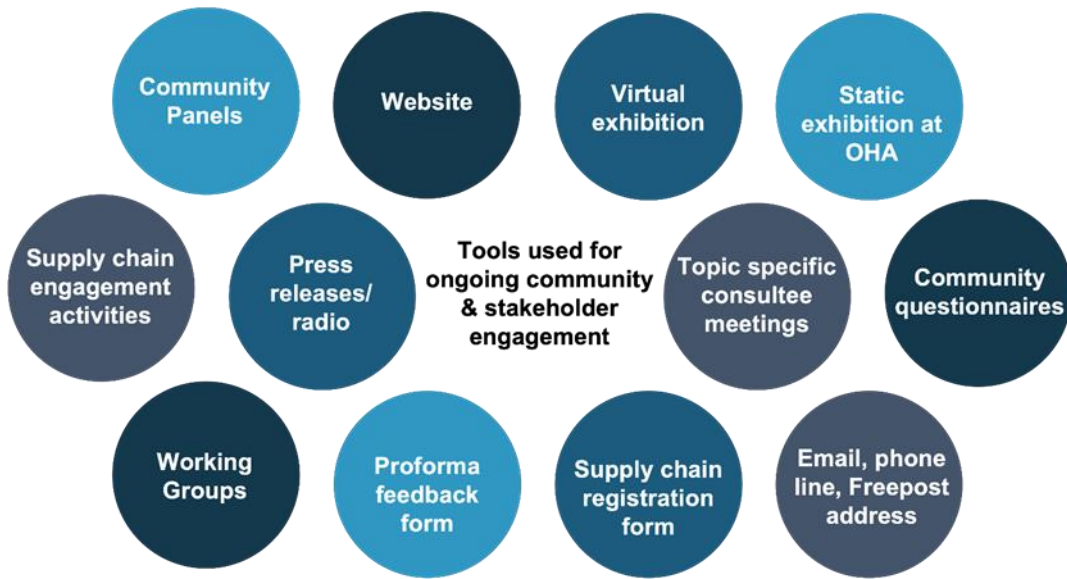 Community
Panels
Website
Virtual
exhibition
Static
exhibition at
OHA
Supply chain
engagement
activities
Press
releases/
radio
Tools used for
ongoing community
& stakeholder
engagement
Topic specific
consultee
meetings
Community
questionnaires
Working
Groups
Proforma
feedback
form
Supply chain
registration
form
Email, phone
line, Freepost
address